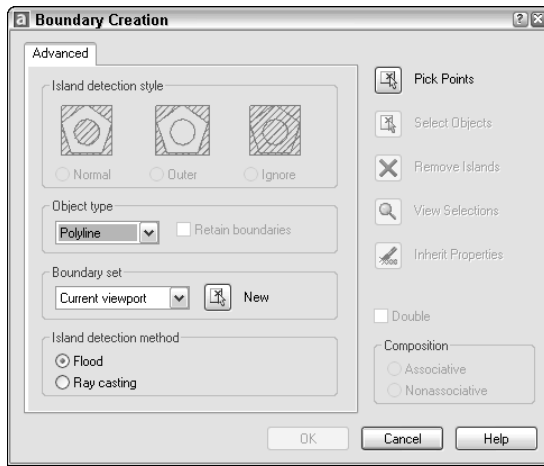 a Boundary Creation
Advanced
Island detection style
Normal
Outer
Ignore
Object type
Polyline
Retain boundaries
Boundary set
Current viewport
New
Island detection method
Flood
Ray casting
Pick Points
Select Objects
Remove Islands
View Selections
Inherit Properties
Double
Composition
Associative
Nonassociative
OK
Cancel
Help